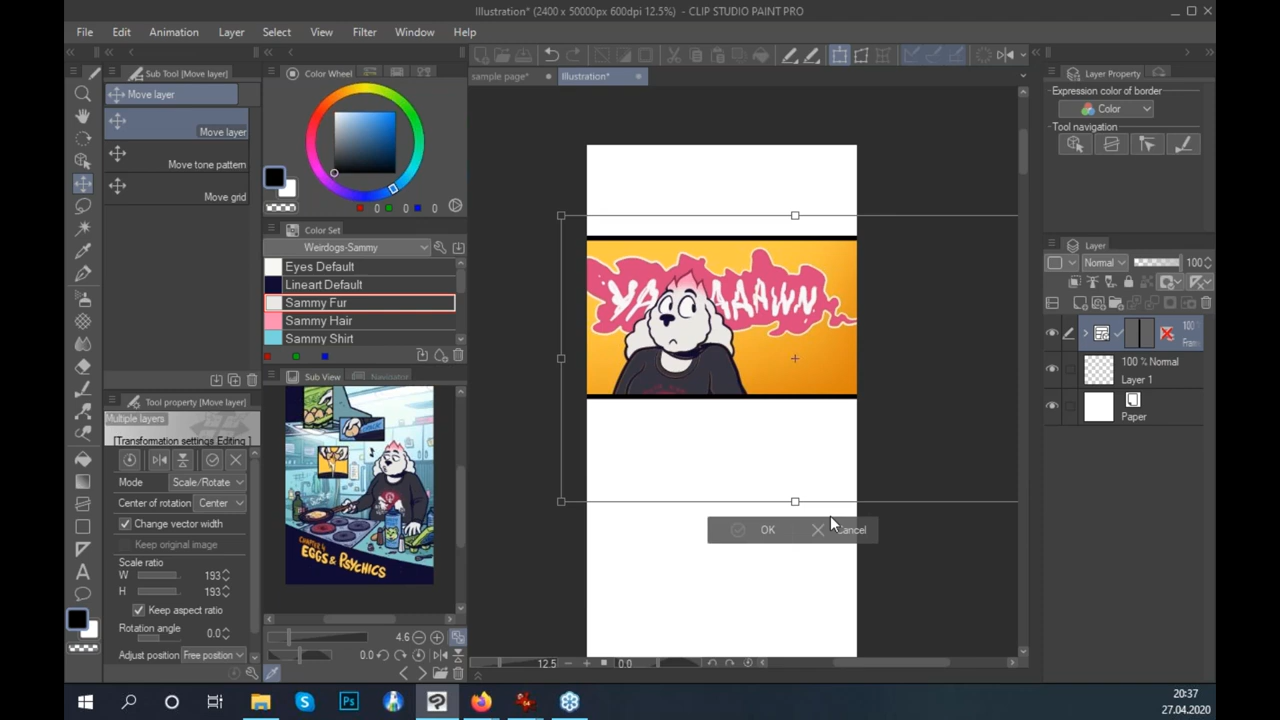 Illustration* (2400 x 50000px 600dpi 12.5%) - CLIP STUDIO PAINT PRO
File Edit Animation Layer Select View Filter Window Help
Sub Tool [Move layer]
Move layer
Move layer
Move tone pattern
Move grid
Color Wheel
0 0 0
Color Set
Weirdogs-Sammy
Eyes Default
Lineart Default
Sammy Fur
Sammy Hair
Sammy Shirt
Sub View Navigator
CHAPTER 4
EGGS & PSYCHICS
4.6
0.0
Tool property [Move layer]
Multiple layers
[Transformation settings Editing ]
Mode Scale/Rotate
Center of rotation Center
Change vector width
Keep original image
Scale ratio
W 193
H 193
Keep aspect ratio
Rotation angle 0.0
Adjust position Free position
sample page* Illustration*
OK Cancel
12.5 0.0
Layer Property
Expression color of border
Color
Tool navigation
Layer
Normal 100
100
Fram
100 % Normal
Layer 1
Paper
20:37
27.04.2020